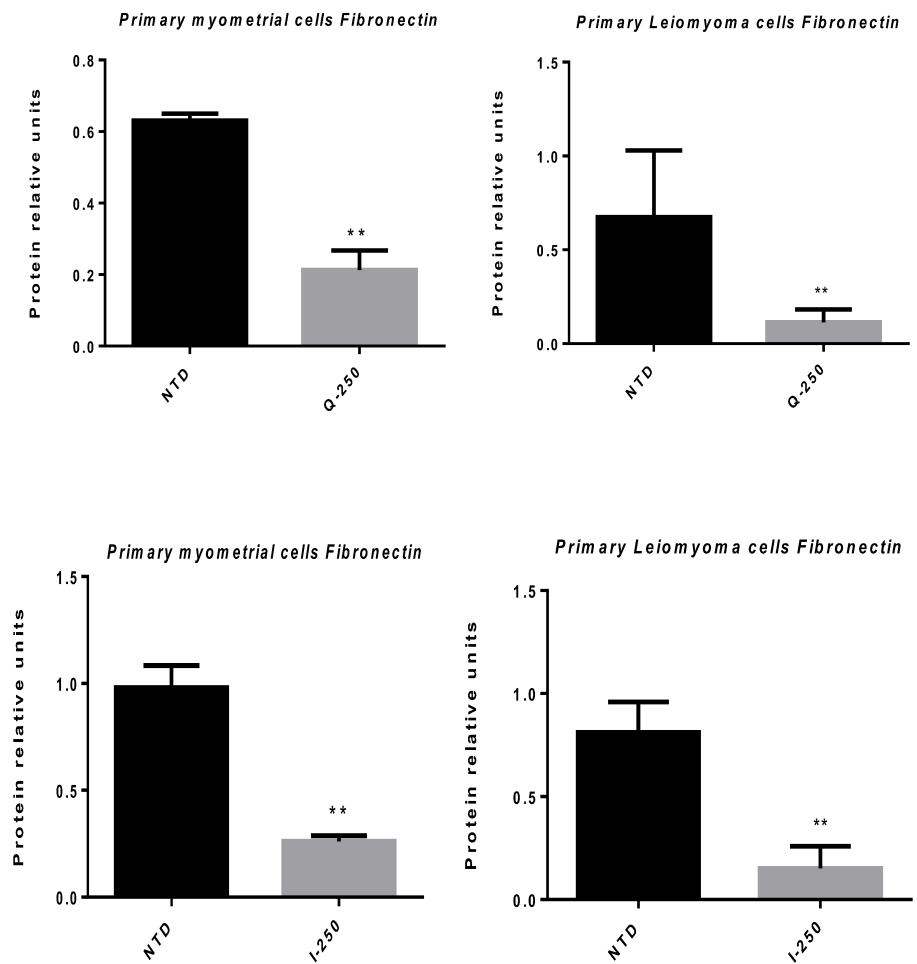 Primary myometrial cells Fibronectin
Protein relative units
0.8
0.6
0.4
0.2
0.0
**
NTD
Q-250
Primary Leiomyoma cells Fibronectin
Protein relative units
1.5
1.0
0.5
0.0
**
NTD
Q-250
Primary myometrial cells Fibronectin
Protein relative units
1.5
1.0
0.5
0.0
**
NTD
I-250
Primary Leiomyoma cells Fibronectin
Protein relative units
1.5
1.0
0.5
0.0
**
NTD
I-250